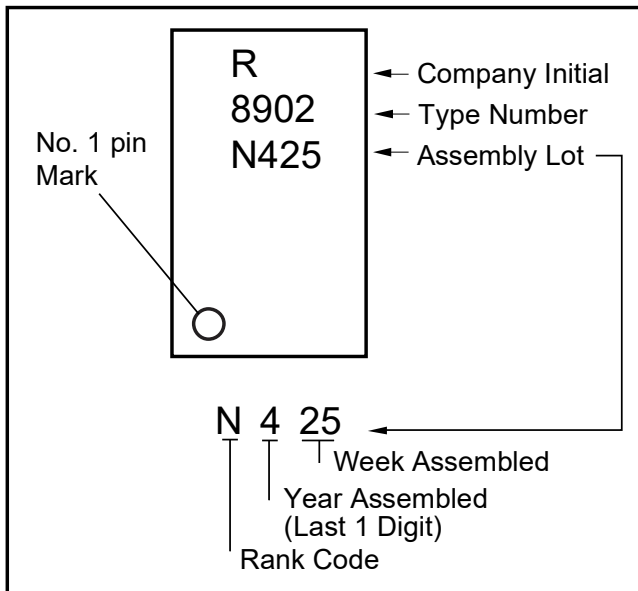 R
8902
N425
Company Initial
Type Number
Assembly Lot
No. 1 pin
Mark
N 4 25
Week Assembled
Year Assembled
(Last 1 Digit)
Rank Code